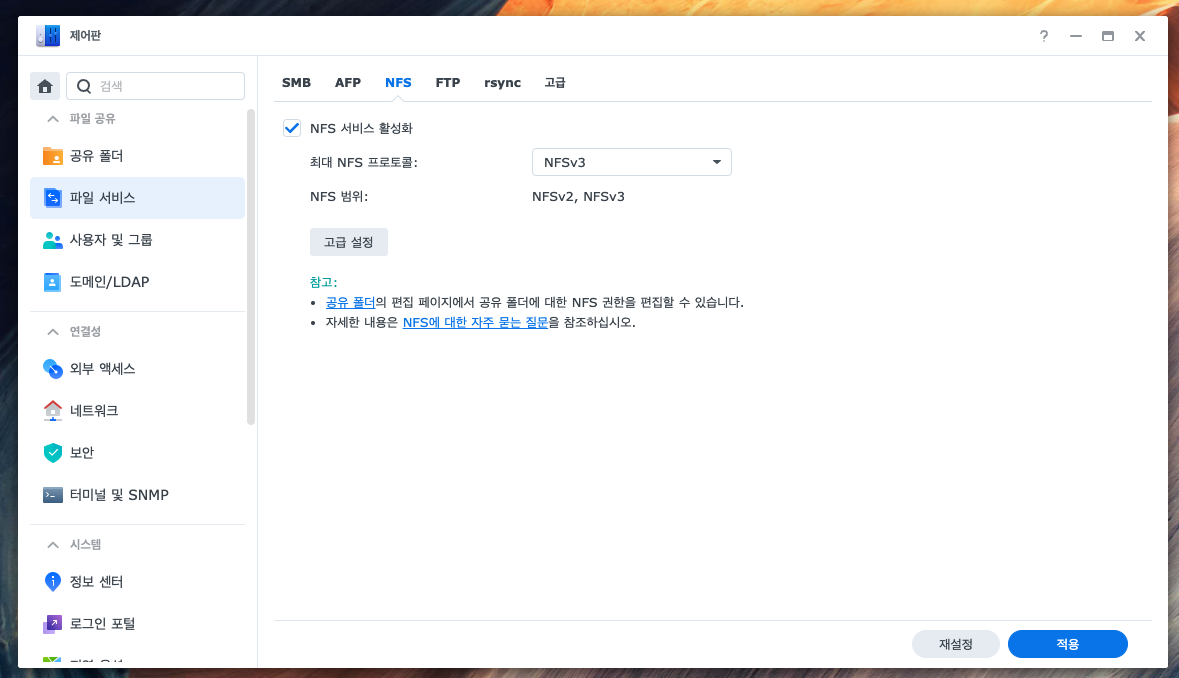 제어판
?
검색
파일 공유
공유 폴더
파일 서비스
사용자 및 그룹
도메인/LDAP
연결성
외부 액세스
네트워크
보안
터미널 및 SNMP
시스템
정보 센터
로그인 포털
SMB AFP NFS FTP rsync 고급
NFS 서비스 활성화
최대 NFS 프로토콜: NFSv3
NFS 범위: NFSv2, NFSv3
고급 설정
참고:
• 공유 폴더의 편집 페이지에서 공유 폴더에 대한 NFS 권한을 편집할 수 있습니다.
• 자세한 내용은 NFS에 대한 자주 묻는 질문을 참조하십시오.
재설정 적용